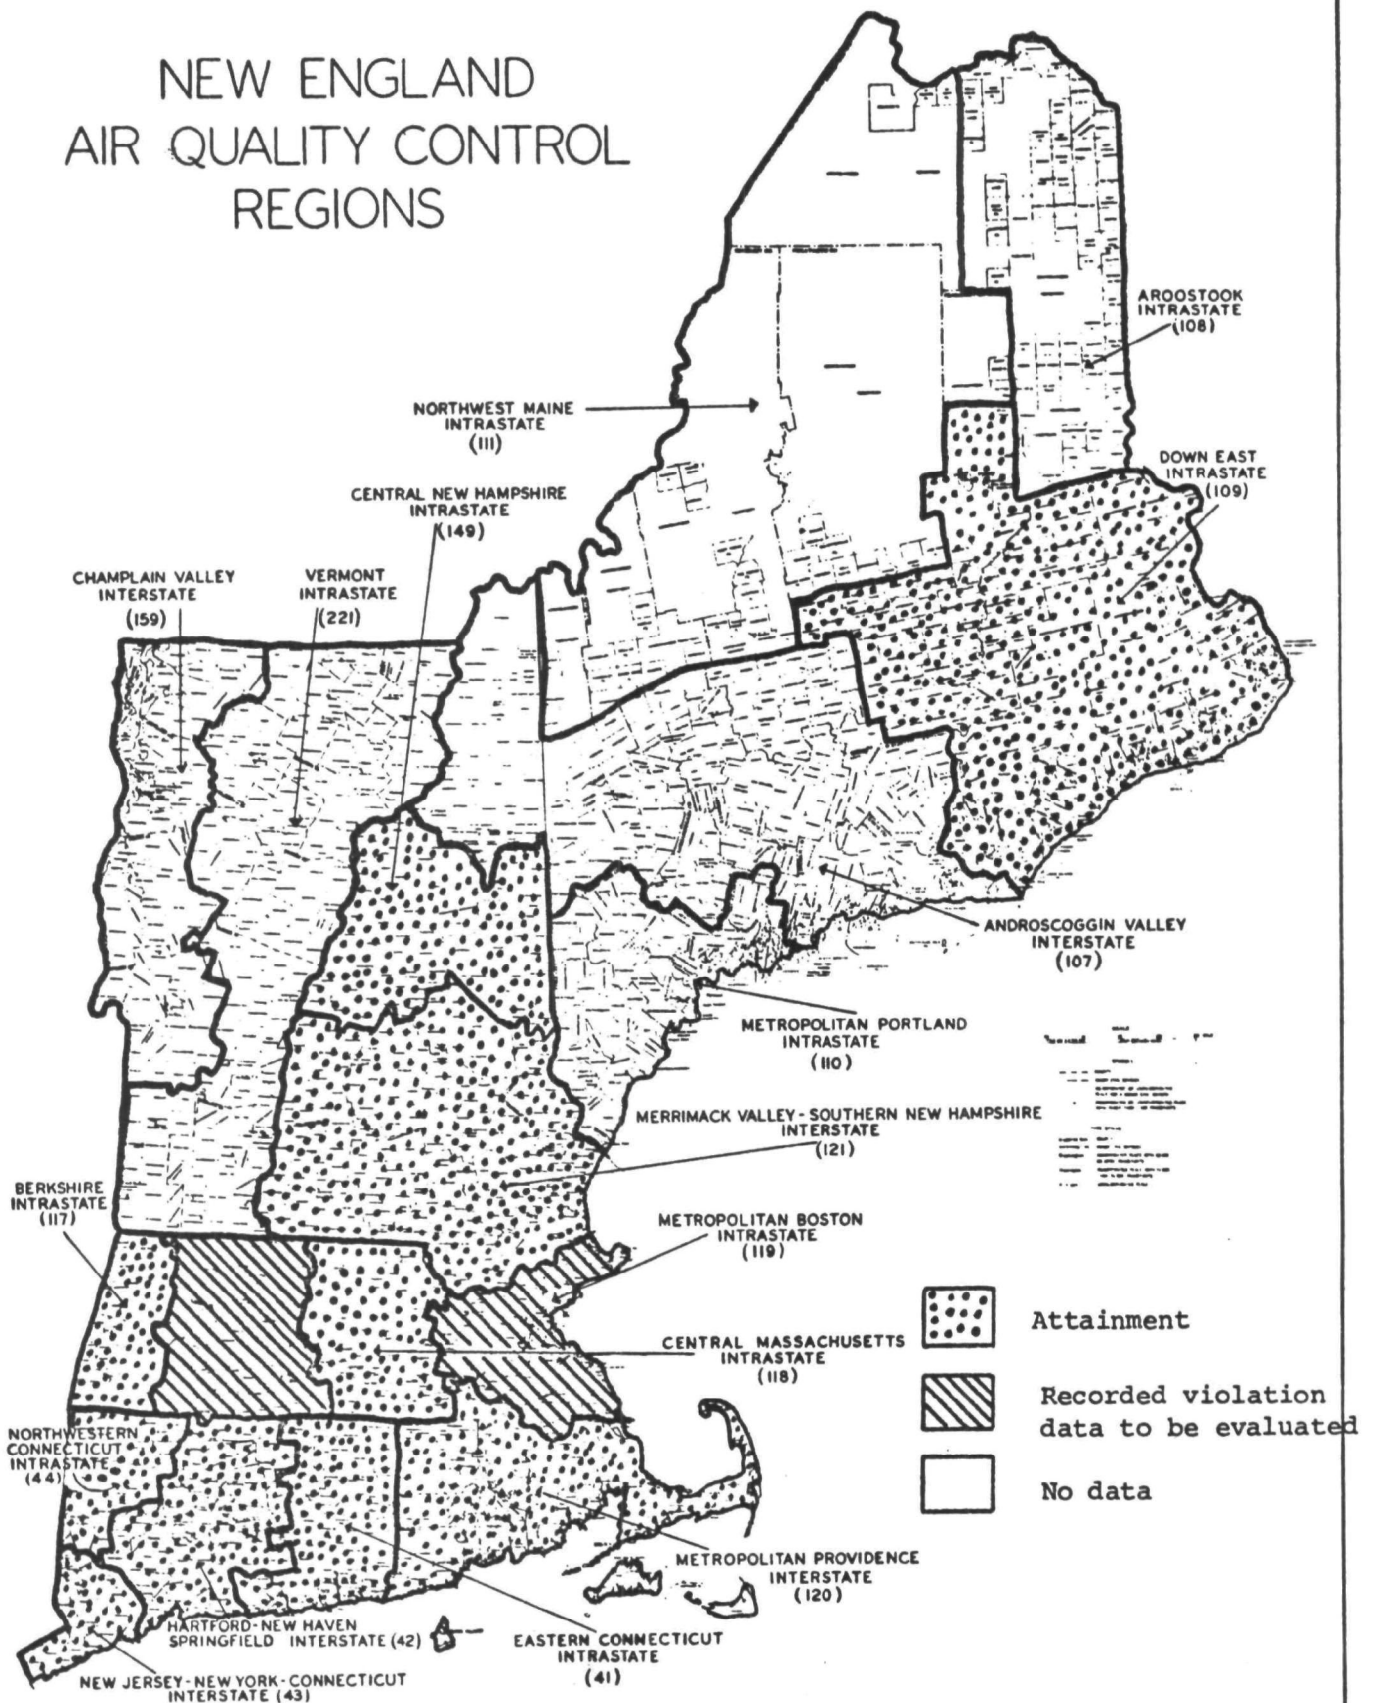 NEW ENGLAND
AIR QUALITY CONTROL
REGIONS
AROOSTOOK
INTRASTATE
(108)
NORTHWEST MAINE
INTRASTATE
(111)
DOWN EAST
INTRASTATE
(109)
CENTRAL NEW HAMPSHIRE
INTRASTATE
(149)
CHAMPLAIN VALLEY
INTERSTATE
(159)
VERMONT
INTRASTATE
(221)
ANDROSCOGGIN VALLEY
INTERSTATE
(107)
METROPOLITAN PORTLAND
INTRASTATE
(110)
MERRIMACK VALLEY-SOUTHERN NEW HAMPSHIRE
INTERSTATE
(121)
BERKSHIRE
INTRASTATE
(117)
METROPOLITAN BOSTON
INTRASTATE
(119)
Attainment
CENTRAL MASSACHUSETTS
INTRASTATE
(118)
Recorded violation
data to be evaluated
NORTHWESTERN
CONNECTICUT
INTRASTATE
(44)
No data
METROPOLITAN PROVIDENCE
INTERSTATE
(120)
HARTFORD-NEW HAVEN
SPRINGFIELD INTERSTATE (42)
EASTERN CONNECTICUT
INTRASTATE
(41)
NEW JERSEY-NEW YORK-CONNECTICUT
INTERSTATE (43)